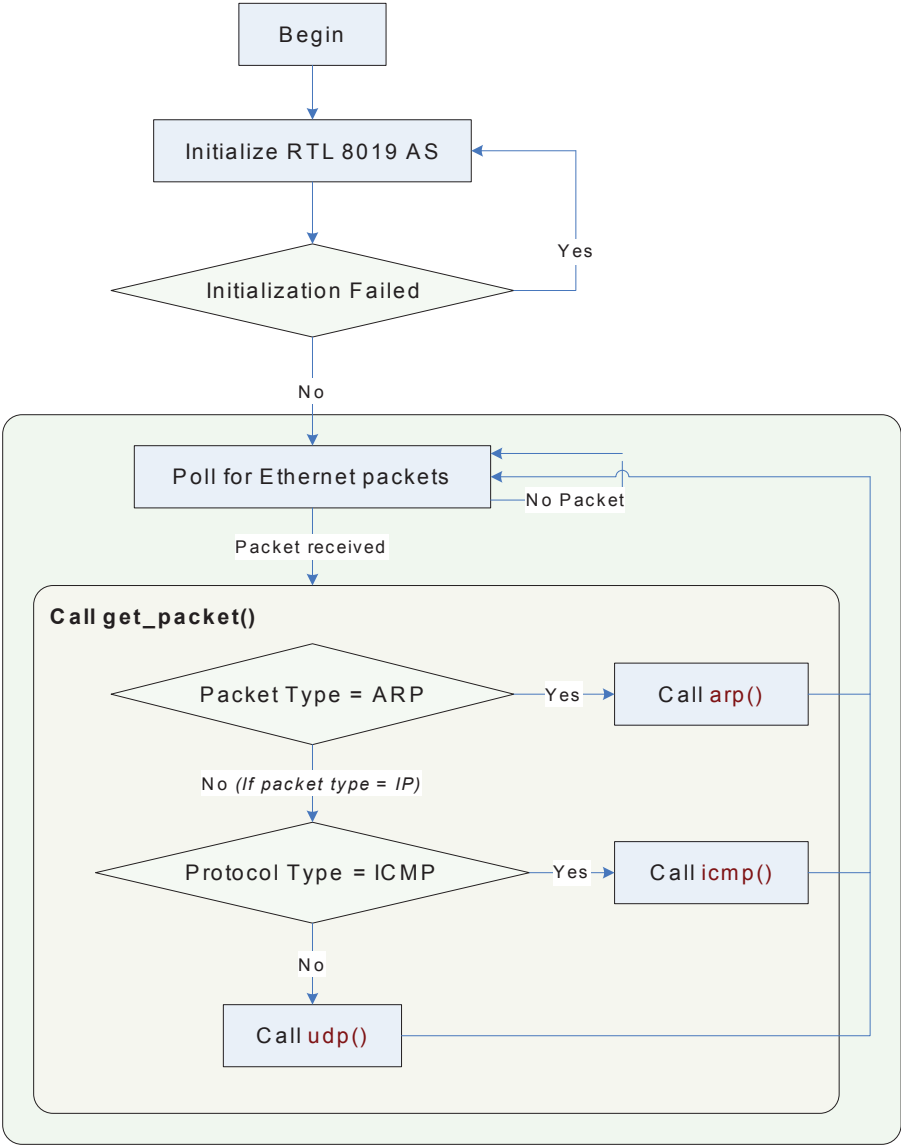 Begin
Initialize RTL 8019 AS
Yes
Initialization Failed
No
Poll for Ethernet packets
No Packet
Packet received
Call get_packet()
Packet Type = ARP
Yes
Call arp()
No (If packet type = IP)
Protocol Type = ICMP
Yes
Call icmp()
No
Call udp()